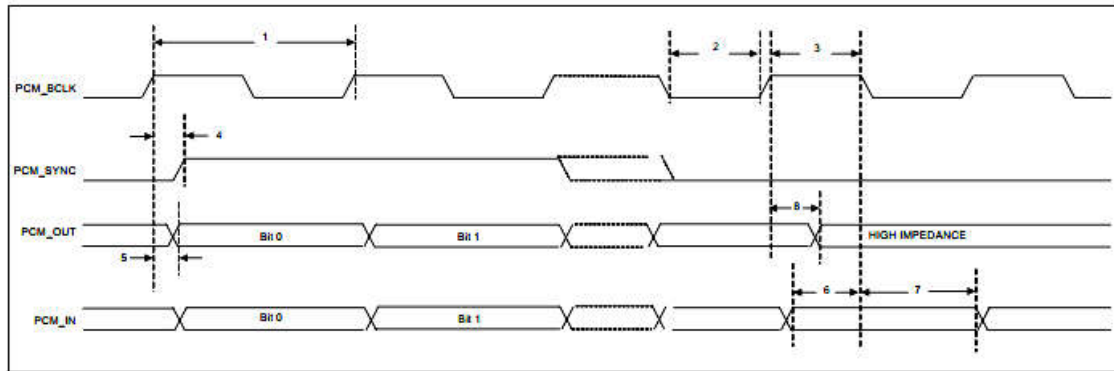 1
2
3
PCM_BCLK
4
PCM_SYNC
8
PCM_OUT
Bit 0
Bit 1
HIGH IMPEDANCE
5
6
7
PCM_IN
Bit 0
Bit 1